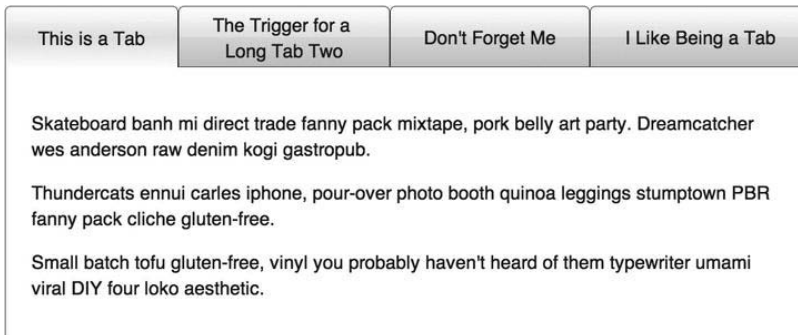 This is a Tab
The Trigger for a
Long Tab Two
Don't Forget Me
I Like Being a Tab
Skateboard banh mi direct trade fanny pack mixtape, pork belly art party. Dreamcatcher
wes anderson raw denim kogi gastropub.
Thundercats ennui carles iphone, pour-over photo booth quinoa leggings stumptown PBR
fanny pack cliche gluten-free.
Small batch tofu gluten-free, vinyl you probably haven't heard of them typewriter umami
viral DIY four loko aesthetic.